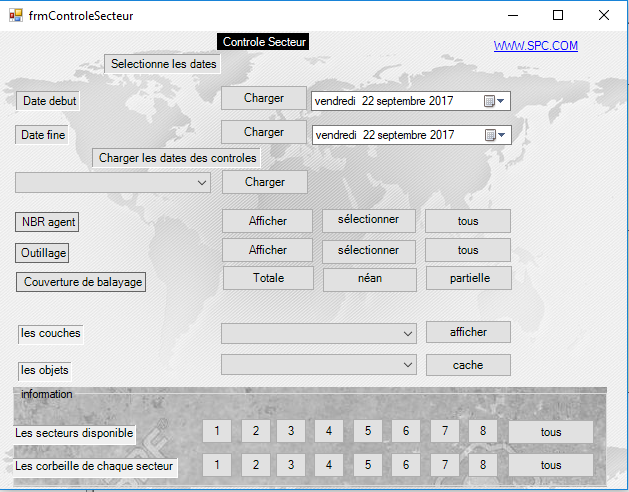 frmControleSecteur
Controle Secteur
WWW.SPC.COM
Selectionne les dates
Date debut Charger vendredi 22 septembre 2017
Date fine Charger vendredi 22 septembre 2017
Charger les dates des controles
Charger
NBR agent Afficher sélectionner tous
Outillage Afficher sélectionner tous
Couverture de balayage Totale néan partielle
les couches afficher
les objets cache
information
Les secteurs disponible 1 2 3 4 5 6 7 8 tous
Les corbeille de chaque secteur 1 2 3 4 5 6 7 8 tous